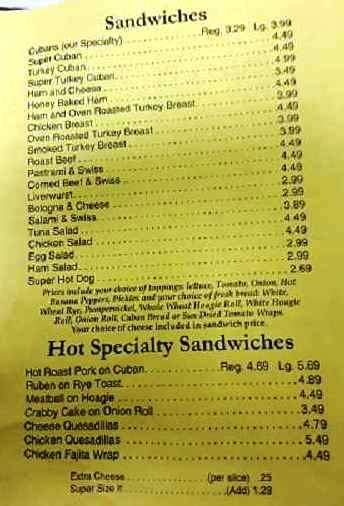 Sandwiches
Cubans (our Specialty) Reg. 3.29 Lg. 3.99
Super Cuban 4.49
Turkey Cuban 4.49
Super Turkey Cuban 4.99
Ham and Cheese 3.49
Honey Baked Ham 4.49
Ham and Oven Roasted Turkey Breast 3.99
Chicken Breast 4.49
Oven Roasted Turkey Breast 3.99
Smoked Turkey Breast 3.99
Roast Beef 4.49
Pastrami & Swiss 4.49
Corned Beef & Swiss 4.49
Liverwurst 2.99
Bologna & Cheese 2.99
Salami & Swiss 3.89
Tuna Salad 4.49
Chicken Salad 4.49
Egg Salad 2.99
Ham Salad 2.99
Super Hot Dog 2.69
Prices include your choice of toppings: lettuce, Tomato, Onion, Hot
Banana Peppers, Pickles and your choice of fresh bread: White,
Wheat Rye, Pumpernickel, Whole Wheat Hoagie Roll, White Hoagie
Roll, Onion Roll, Cuban Bread or Sun Dried Tomato Wraps.
Your choice of cheese included in sandwich price.
Hot Specialty Sandwiches
Hot Roast Pork on Cuban Reg. 4.69 Lg. 5.69
Ruben on Rye Toast 4.89
Meatball on Hoagie 4.49
Crabby Cake on Onion Roll 3.49
Cheese Quesadillas 4.79
Chicken Quesadillas 5.49
Chicken Fajita Wrap 4.49
Extra Cheese (per slice) .25
Super Size It (Add) 1.29